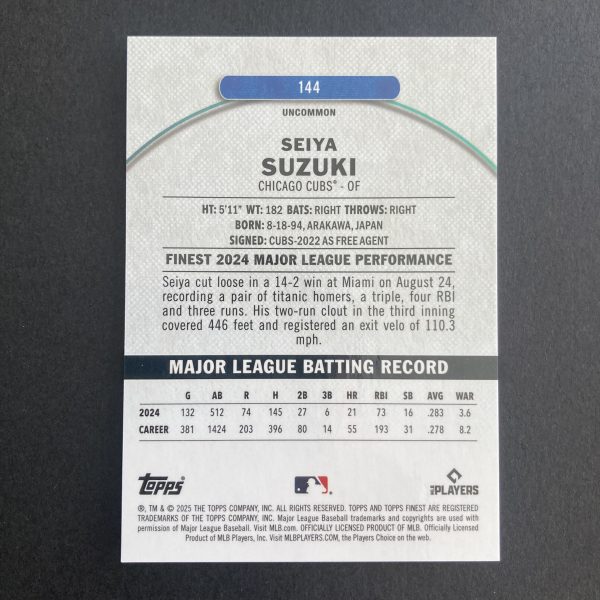 144
UNCOMMON
SEIYA
SUZUKI
CHICAGO CUBS® - OF
HT: 5'11" WT: 182 BATS: RIGHT THROWS: RIGHT
BORN: 8-18-94, ARAKAWA, JAPAN
SIGNED: CUBS-2022 AS FREE AGENT
FINEST 2024 MAJOR LEAGUE PERFORMANCE
Seiya cut loose in a 14-2 win at Miami on August 24,
recording a pair of titanic homers, a triple, four RBI
and three runs. His two-run clout in the third inning
covered 446 feet and registered an exit velo of 110.3
mph.
MAJOR LEAGUE BATTING RECORD
G AB R H 2B 3B HR RBI SB AVG WAR
2024 132 512 74 145 27 6 21 73 16 .283 3.6
CAREER 381 1424 203 396 80 14 55 193 31 .278 8.2
Topps PLAYERS
®, TM & © 2025 THE TOPPS COMPANY, INC. ALL RIGHTS RESERVED. TOPPS AND TOPPS FINEST ARE REGISTERED
TRADEMARKS OF THE TOPPS COMPANY, INC. Major League Baseball trademarks and copyrights are used with
permission of Major League Baseball. Visit MLB.com. OFFICIALLY LICENSED PRODUCT OF MLB. Officially Licensed
Product of MLB Players, Inc. Visit MLBPLAYERS.COM, the Players Choice on the web.